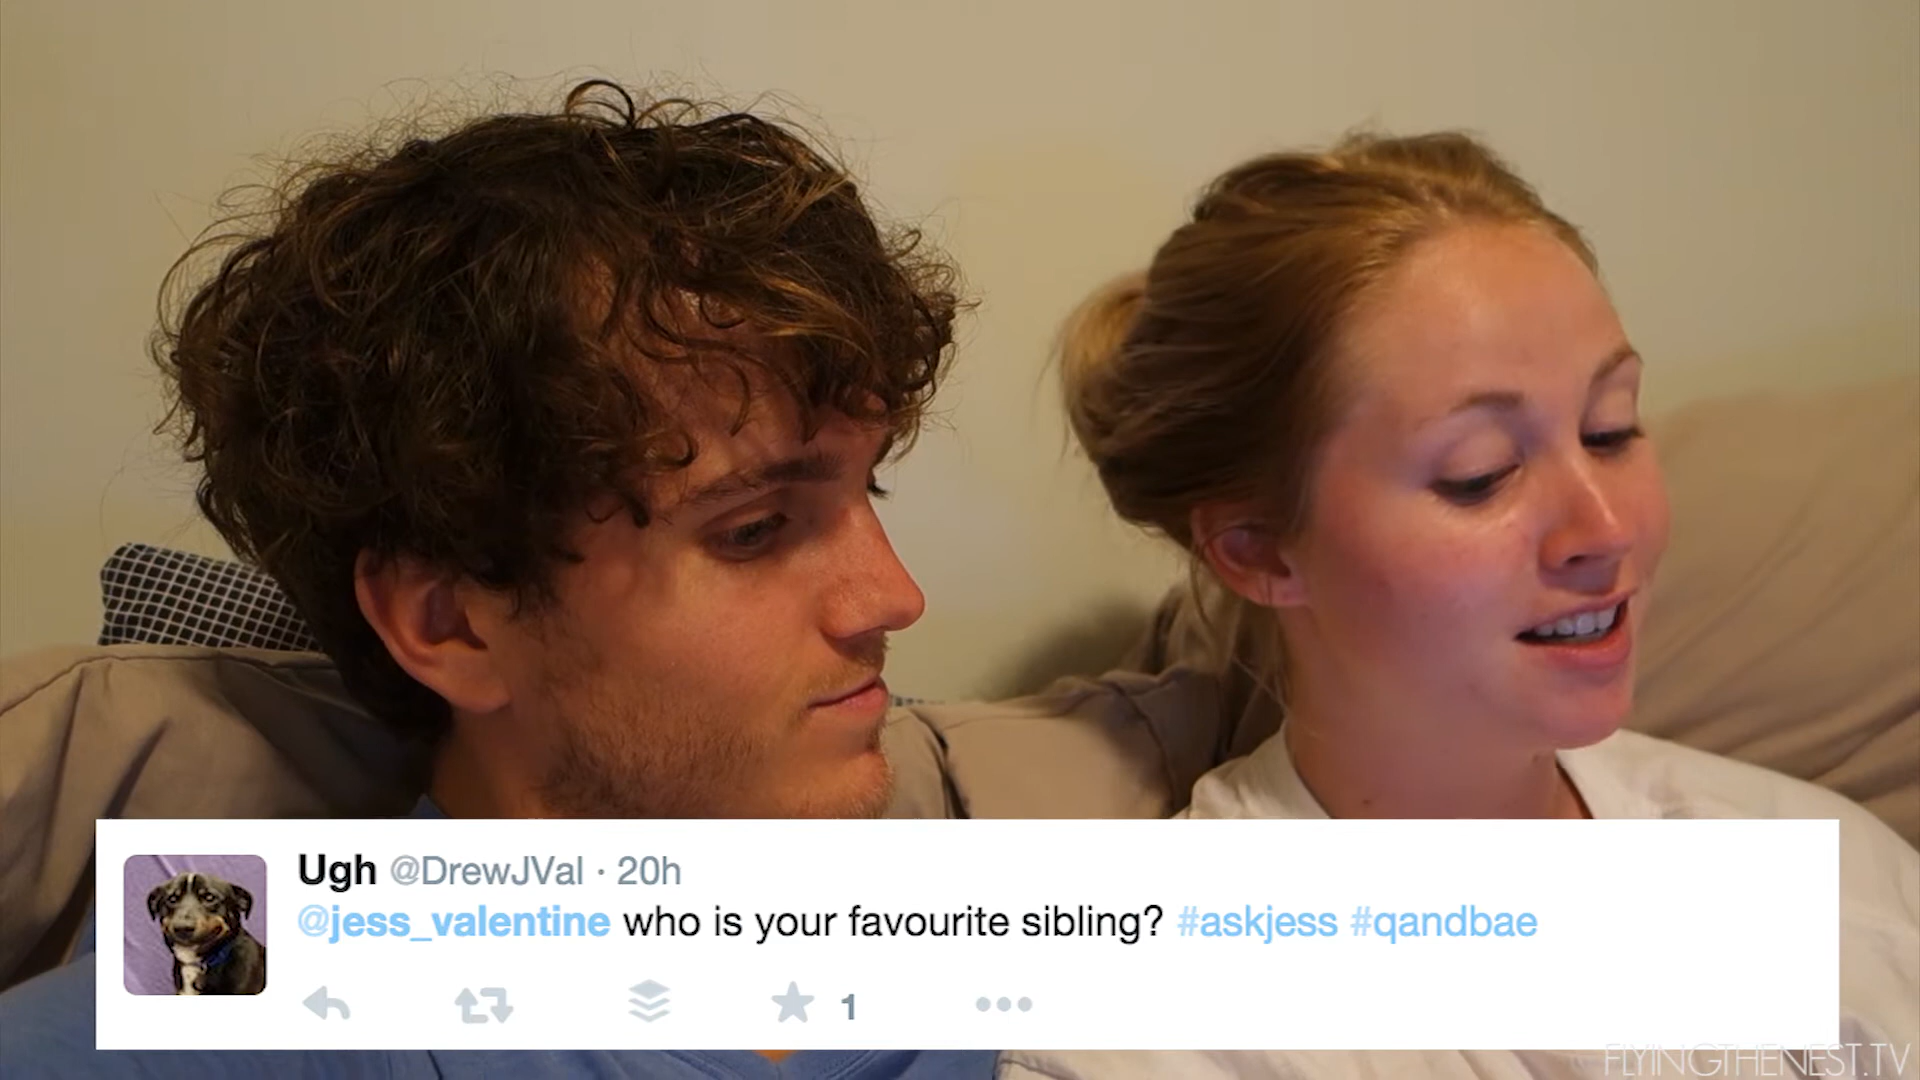 Ugh @DrewJVal · 20h
@jess_valentine who is your favourite sibling? #askjess #qandbae
1
FLYINGTHENEST.TV